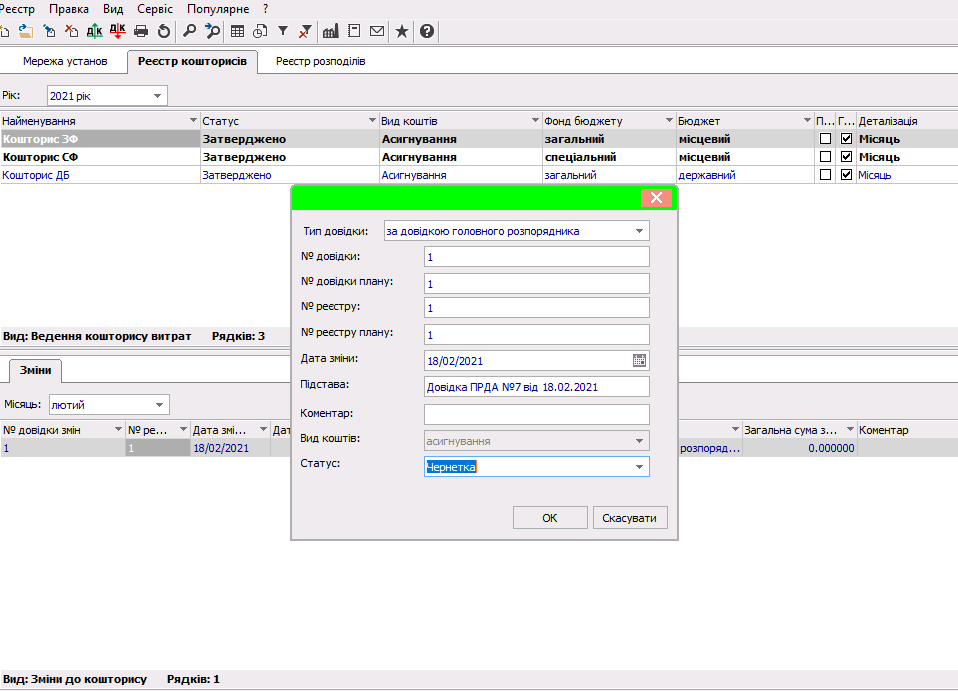 Реєстр Правка Вид Сервіс Популярне ?
Мережа установ Реєстр кошторисів Реєстр розподілів
Рік: 2021 рік
Найменування Статус Вид коштів Фонд бюджету Бюджет П... Г... Деталізація
Кошторис ЗФ Затверджено Асигнування загальний місцевий Місяць
Кошторис СФ Затверджено Асигнування спеціальний місцевий Місяць
Кошторис ДБ Затверджено Асигнування загальний державний Місяць
Тип довідки: за довідкою головного розпорядника
№ довідки: 1
№ довідки плану: 1
№ реєстру: 1
№ реєстру плану: 1
Дата зміни: 18/02/2021
Підстава: Довідка ПРДА №7 від 18.02.2021
Коментар:
Вид коштів: асигнування
Статус: Чернетка
ОК Скасувати
Вид: Ведення кошторису витрат Рядків: 3
Зміни
Місяць: лютий
№ довідки змін № ре... Дата змі... Дат Загальна сума з... Коментар
1 1 18/02/2021 розпоряд... 0.000000
Вид: Зміни до кошторису Рядків: 1